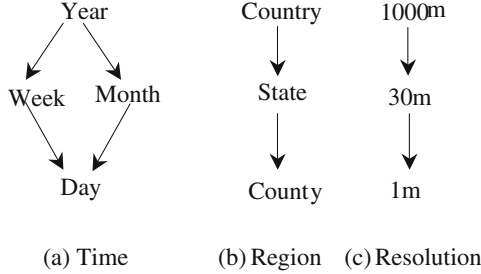 Year Country 1000m
Week Month State 30m
Day County 1m
(a) Time (b) Region (c) Resolution